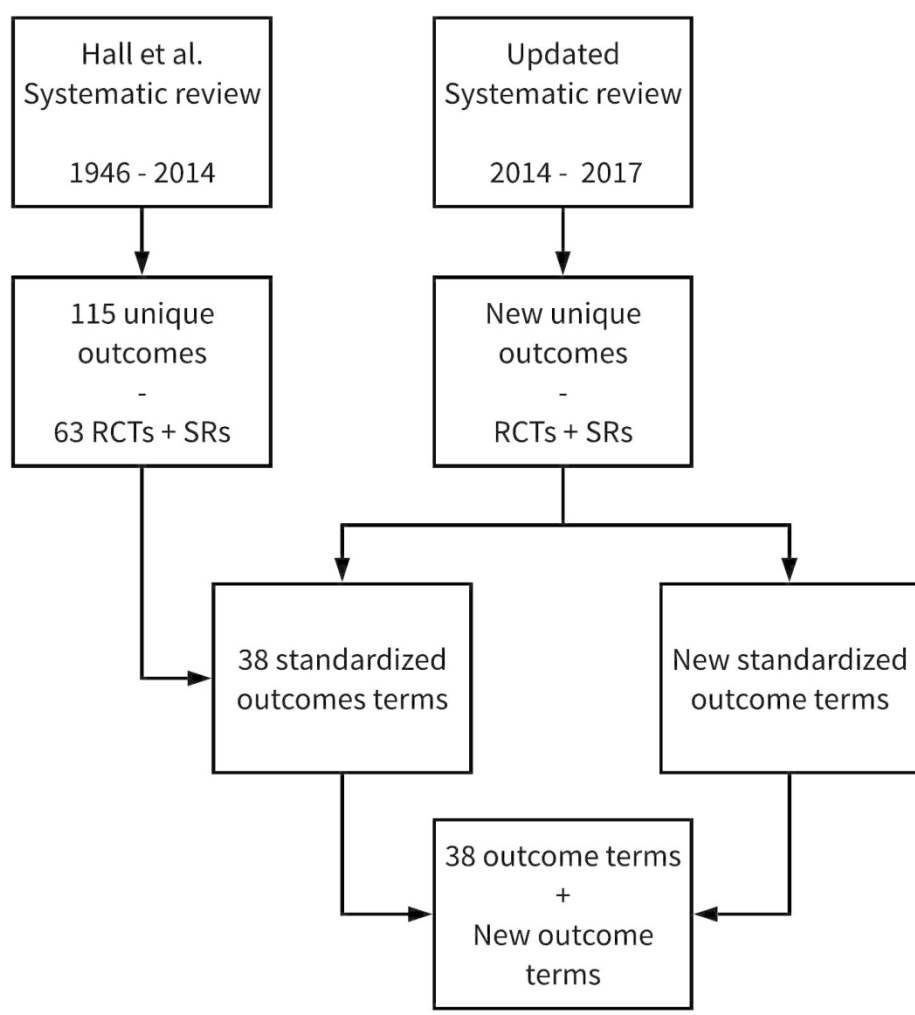 Hall et al.
Systematic review
1946 - 2014
Updated
Systematic review
2014 - 2017
115 unique
outcomes
-
63 RCTs + SRs
New unique
outcomes
-
RCTs + SRs
38 standardized
outcomes terms
New standardized
outcome terms
38 outcome terms
+
New outcome
terms